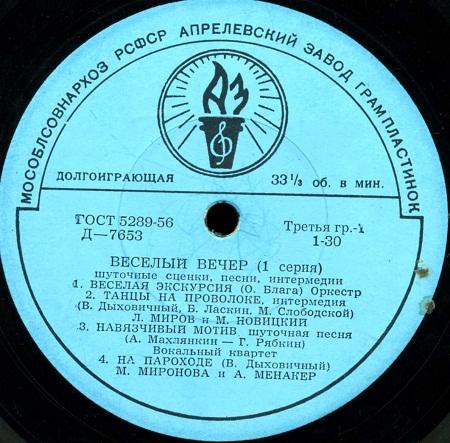 МОСОБЛСОВНАРХОЗ РСФСР АПРЕЛЕВСКИЙ ЗАВОД ГРАМПЛАСТИНОК
АЗ
ДОЛГОИГРАЮЩАЯ 33⅓ об. в мин.
ГОСТ 5289-56 Третья гр.-1
Д—7653 1-30
ВЕСЕЛЫЙ ВЕЧЕР (1 серия)
шуточные сценки, песни, интермедии
1. ВЕСЕЛАЯ ЭКСКУРСИЯ (О. Блага) Оркестр
2. ТАНЦЫ НА ПРОВОЛОКЕ, интермедия
(В. Дыховичный, Б. Ласкин, М. Слободской)
Л. МИРОВ и М. НОВИЦКИЙ
3. НАВЯЗЧИВЫЙ МОТИВ, шуточная песня
(А. Махлянкин — Г. Рябкин)
Вокальный квартет
4. НА ПАРОХОДЕ (В. Дыховичный)
М. МИРОНОВА и А. МЕНАКЕР